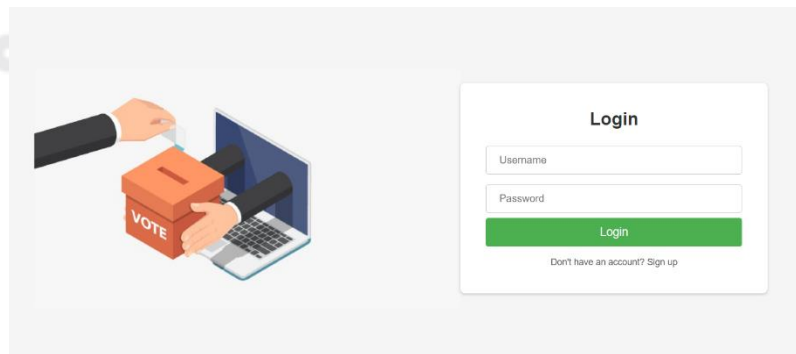 VOTE
Login
Username
Password
Login
Don't have an account? Sign up